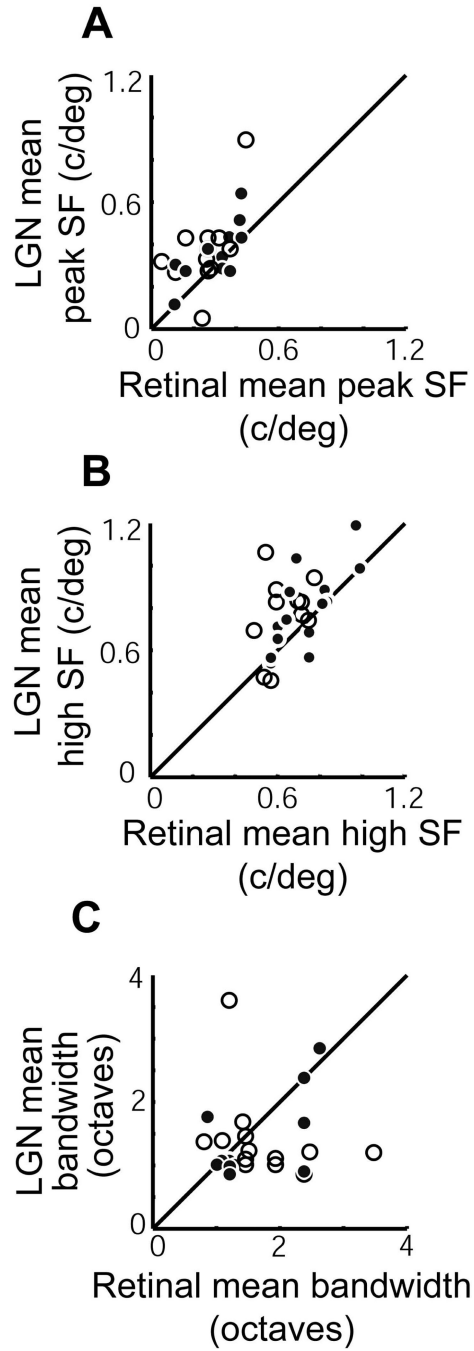 A
LGN mean
peak SF (c/deg)
1.2
0.6
0
0
0.6
1.2
Retinal mean peak SF
(c/deg)
B
LGN mean
high SF (c/deg)
1.2
0.6
0
0
0.6
1.2
Retinal mean high SF
(c/deg)
C
LGN mean
bandwidth
(octaves)
4
2
0
0
2
4
Retinal mean bandwidth
(octaves)